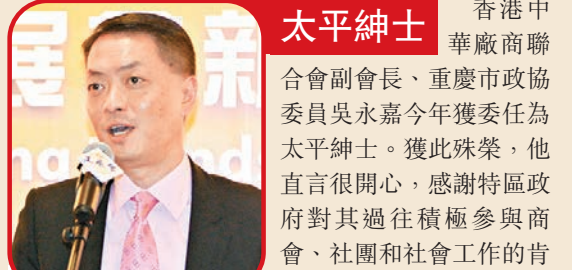 太平紳士
香港中
華廠商聯
合會副會長、重慶市政協
委員吳永嘉今年獲委任為
太平紳士。獲此殊榮，他
直言很開心，感謝特區政
府對其過往積極參與商
會、社團和社會工作的肯